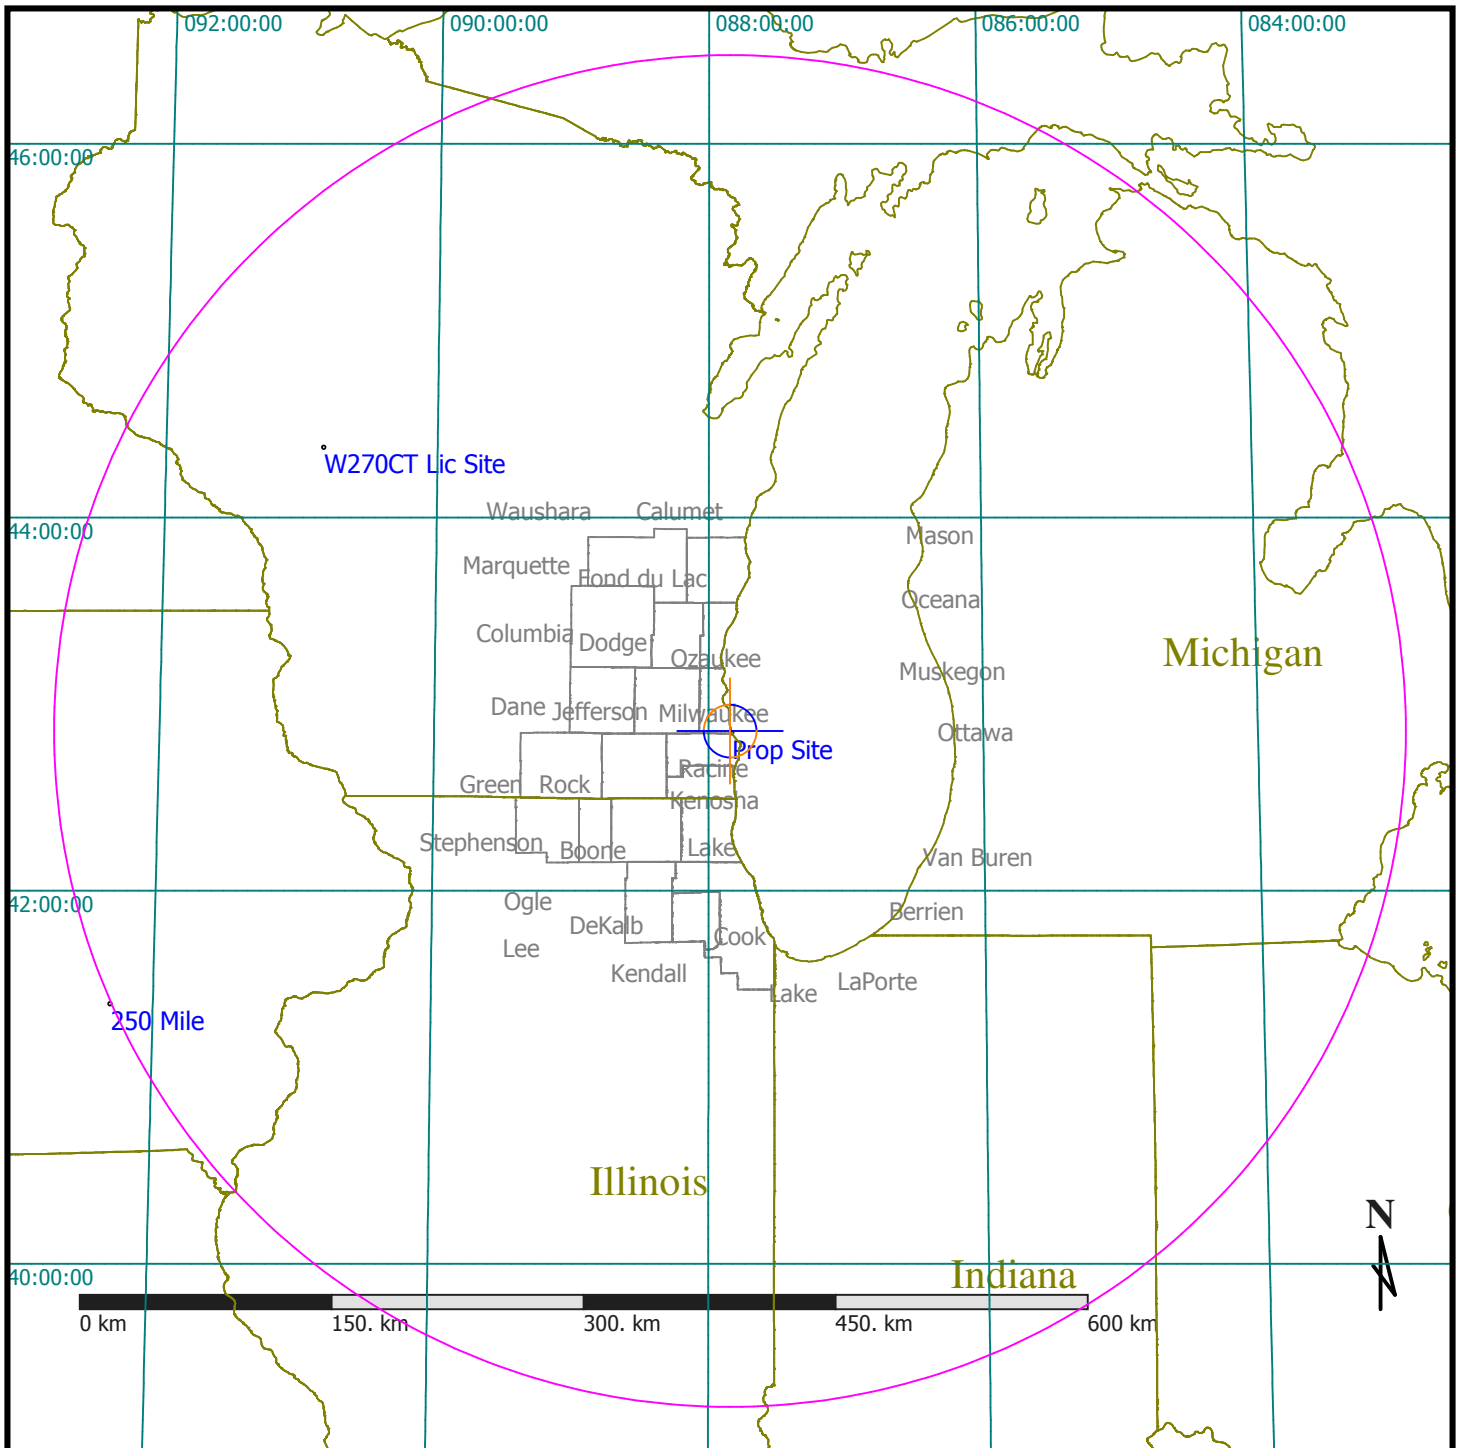 092:00:00
090:00:00
088:00:00
086:00:00
084:00:00
46:00:00
W270CT Lic Site
44:00:00
Waushara
Calumet
Mason
Marquette
Fond du Lac
Oceana
Columbia
Dodge
Ozaukee
Michigan
Muskegon
Dane
Jefferson
Milwaukee
Ottawa
Prop Site
Racine
Green
Rock
Kenosha
Stephenson
Boone
Lake
Van Buren
42:00:00
Ogle
Berrien
DeKalb
Cook
Lee
Kendall
LaPorte
Lake
250 Mile
Illinois
N
40:00:00
Indiana
0 km
150. km
300. km
450. km
600 km